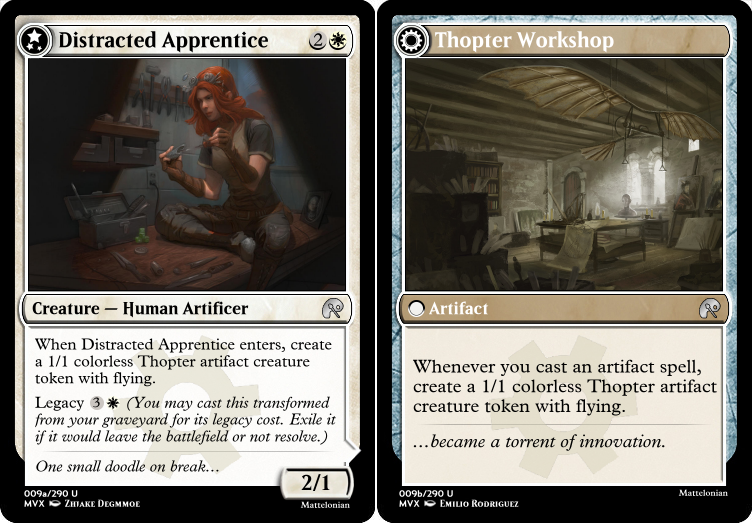 Distracted Apprentice 2
Creature — Human Artificer
When Distracted Apprentice enters, create
a 1/1 colorless Thopter artifact creature
token with flying.
Legacy 3 (You may cast this transformed
from your graveyard for its legacy cost. Exile it
if it would leave the battlefield or not resolve.)
One small doodle on break…
2/1
009a/290 U
MVX Zhiake Degmmoe
Mattelonian
Thopter Workshop
Artifact
Whenever you cast an artifact spell,
create a 1/1 colorless Thopter artifact
creature token with flying.
…became a torrent of innovation.
009b/290 U
MVX Emilio Rodriguez
Mattelonian